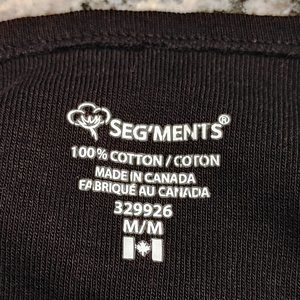 SEG'MENTS®
100% COTTON / COTON
MADE IN CANADA
FABRIQUÉ AU CANADA
329926
M/M